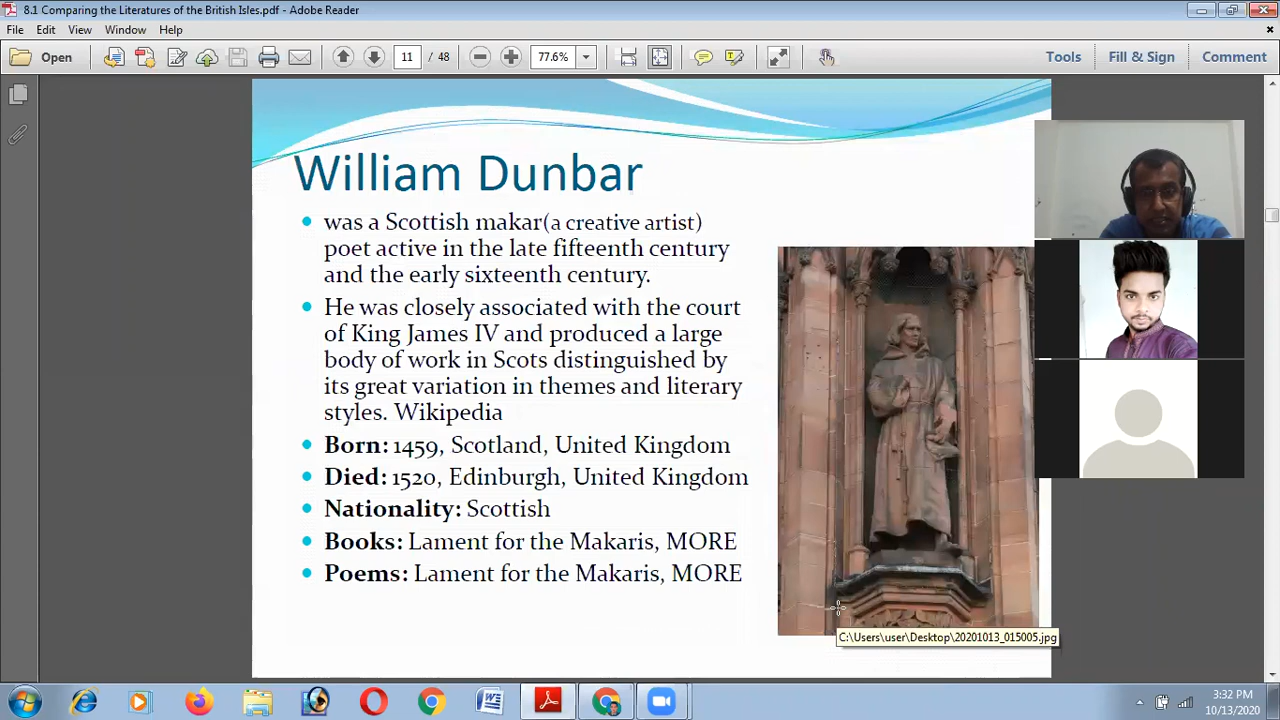 8.1 Comparing the Literatures of the British Isles.pdf - Adobe Reader
File Edit View Window Help
Open 11 / 48 77.6% Tools Fill & Sign Comment
William Dunbar
was a Scottish makar(a creative artist)
poet active in the late fifteenth century
and the early sixteenth century.
He was closely associated with the court
of King James IV and produced a large
body of work in Scots distinguished by
its great variation in themes and literary
styles. Wikipedia
Born: 1459, Scotland, United Kingdom
Died: 1520, Edinburgh, United Kingdom
Nationality: Scottish
Books: Lament for the Makaris, MORE
Poems: Lament for the Makaris, MORE
C:\Users\user\Desktop\20201013_015005.jpg
3:32 PM
10/13/2020